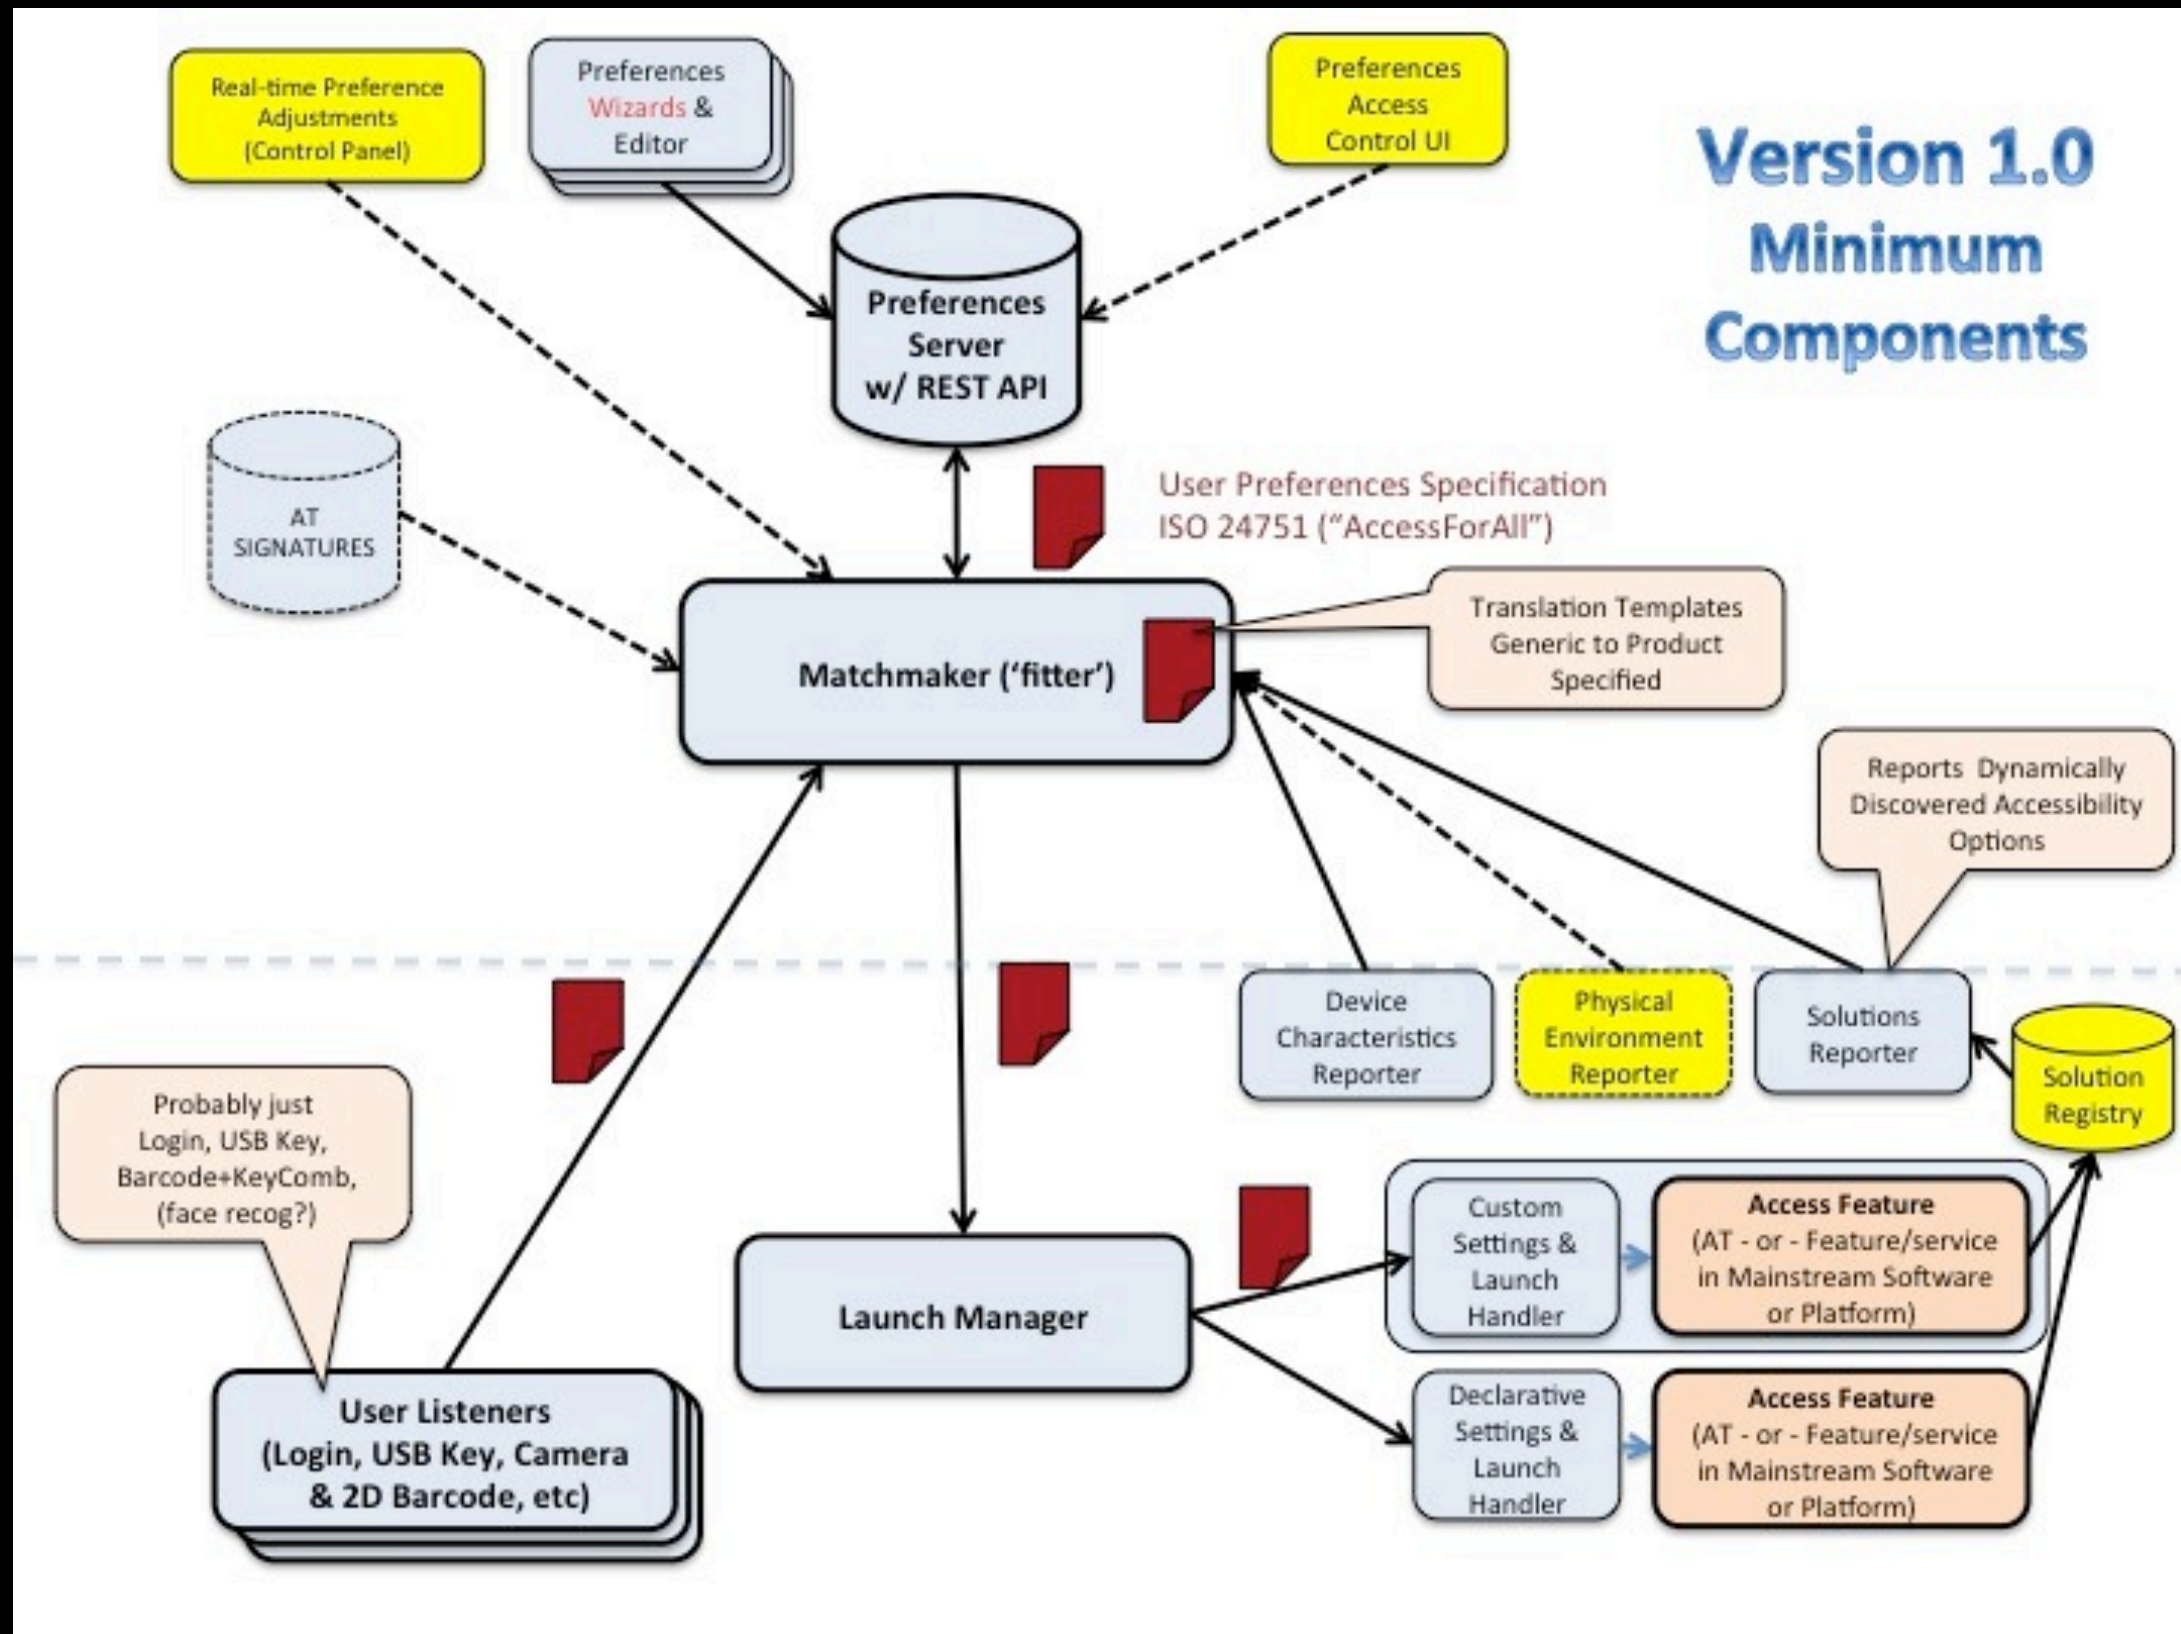 Real-time Preference
Adjustments
(Control Panel)
Preferences
Wizards &
Editor
Preferences
Access
Control UI
Version 1.0
Minimum
Components
Preferences
Server
w/ REST API
AT
SIGNATURES
User Preferences Specification
ISO 24751 (“AccessForAll”)
Translation Templates
Generic to Product
Specified
Matchmaker (‘fitter’)
Reports Dynamically
Discovered Accessibility
Options
Device
Characteristics
Reporter
Physical
Environment
Reporter
Solutions
Reporter
Solution
Registry
Probably just
Login, USB Key,
Barcode+KeyComb,
(face recog?)
Custom
Settings &
Launch
Handler
Access Feature
(AT - or - Feature/service
in Mainstream Software
or Platform)
Launch Manager
Declarative
Settings &
Launch
Handler
Access Feature
(AT - or - Feature/service
in Mainstream Software
or Platform)
User Listeners
(Login, USB Key, Camera
& 2D Barcode, etc)